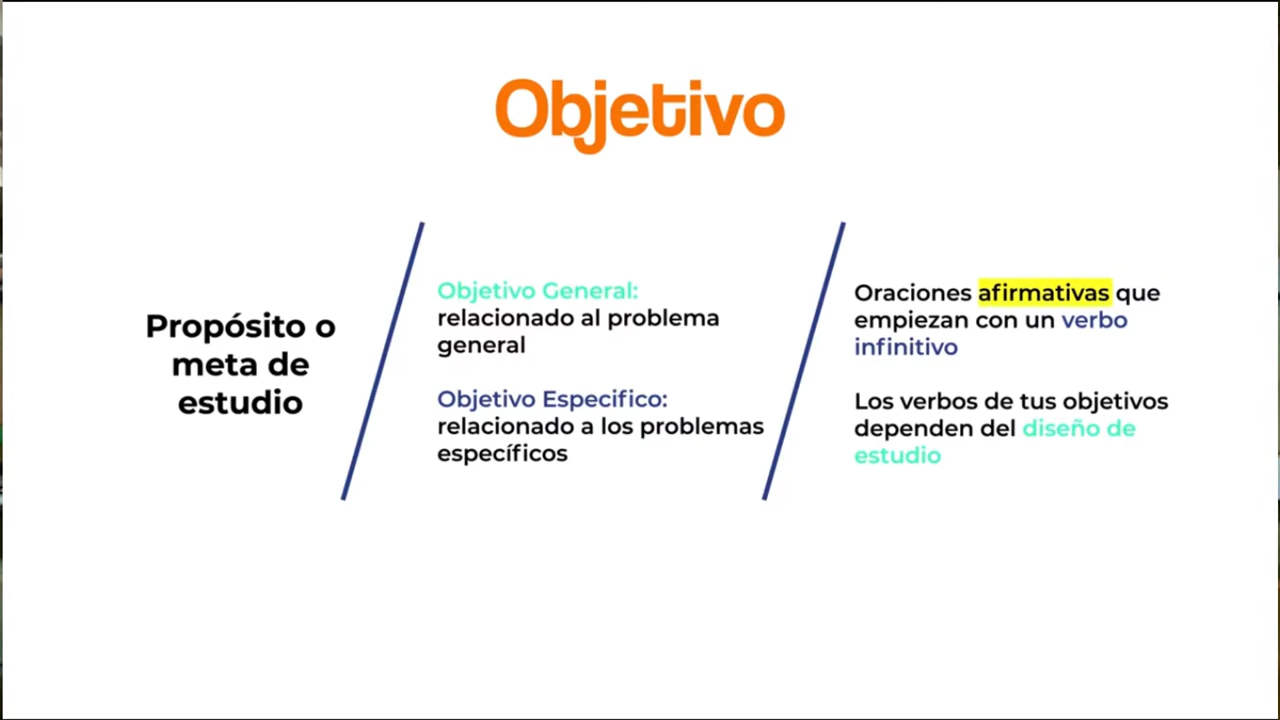 Objetivo
Propósito o
meta de
estudio
Objetivo General:
relacionado al problema
general
Objetivo Especifico:
relacionado a los problemas
específicos
Oraciones afirmativas que
empiezan con un verbo
infinitivo
Los verbos de tus objetivos
dependen del diseño de
estudio